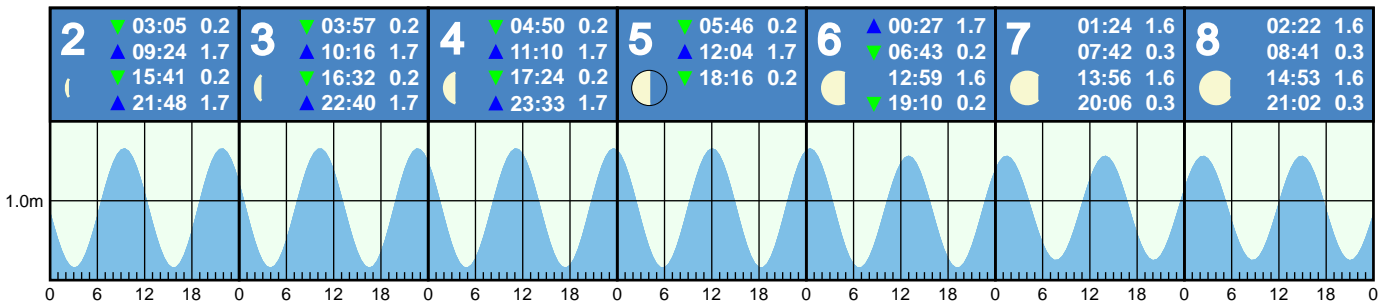 2
▼ 03:05 0.2
▲ 09:24 1.7
▼ 15:41 0.2
▲ 21:48 1.7
3
▼ 03:57 0.2
▲ 10:16 1.7
▼ 16:32 0.2
▲ 22:40 1.7
4
▼ 04:50 0.2
▲ 11:10 1.7
▼ 17:24 0.2
▲ 23:33 1.7
5
▼ 05:46 0.2
▲ 12:04 1.7
▼ 18:16 0.2
6
▲ 00:27 1.7
▼ 06:43 0.2
12:59 1.6
▼ 19:10 0.2
7
01:24 1.6
07:42 0.3
13:56 1.6
20:06 0.3
8
02:22 1.6
08:41 0.3
14:53 1.6
21:02 0.3
1.0m
0 6 12 18 0 6 12 18 0 6 12 18 0 6 12 18 0 6 12 18 0 6 12 18 0 6 12 18 0